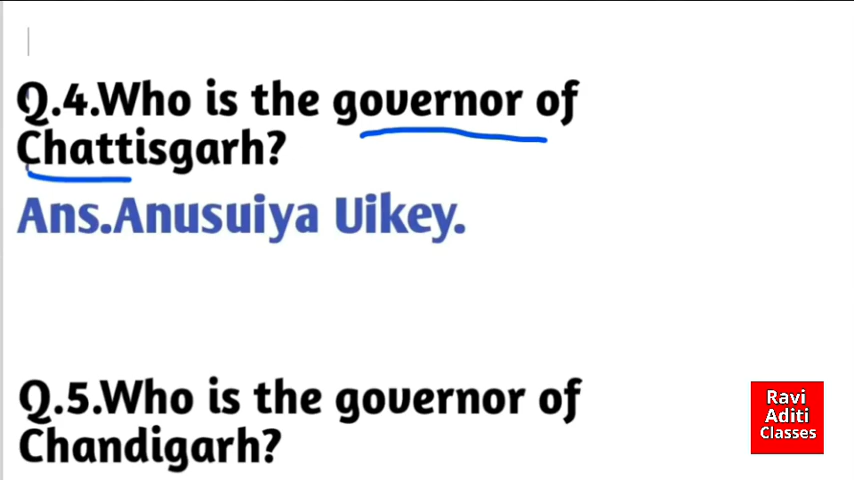 Q.4.Who is the governor of
Chattisgarh?
Ans.Anusuiya Uikey.
Q.5.Who is the governor of
Chandigarh?
Ravi
Aditi
Classes